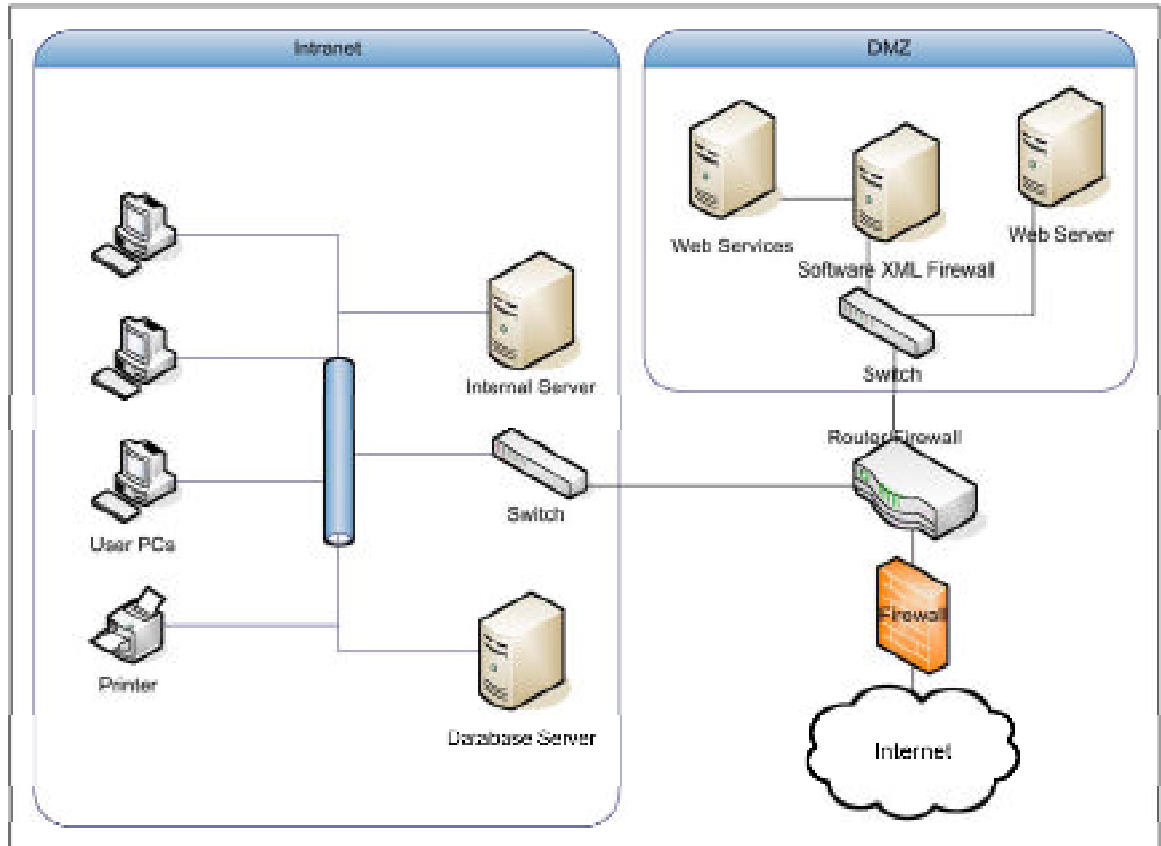 Intranet
DMZ
Web Services
Web Server
Software XML Firewall
Internal Server
Switch
Router/Firewall
Switch
User PCs
Firewall
Printer
Database Server
Internet